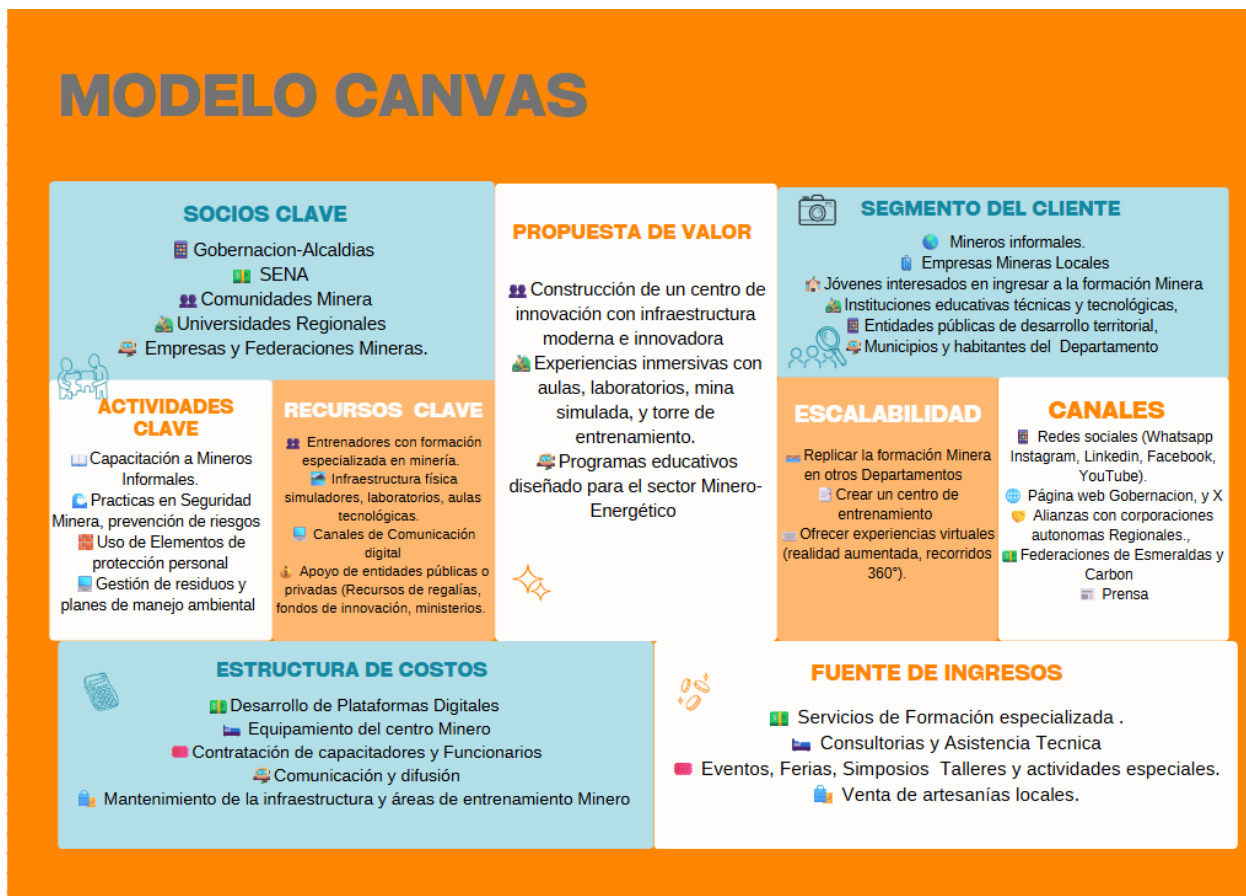 MODELO CANVAS
SOCIOS CLAVE
Gobernacion-Alcaldias
SENA
Comunidades Minera
Universidades Regionales
Empresas y Federaciones Mineras.
ACTIVIDADES
CLAVE
Capacitación a Mineros
Informales.
Practicas en Seguridad
Minera, prevención de riesgos
Uso de Elementos de
protección personal
Gestión de residuos y
planes de manejo ambiental
RECURSOS CLAVE
Entrenadores con formación
especializada en minería.
Infraestructura física
simuladores, laboratorios, aulas
tecnológicas.
Canales de Comunicación
digital
Apoyo de entidades públicas o
privadas (Recursos de regalías,
fondos de innovación, ministerios.
PROPUESTA DE VALOR
Construcción de un centro de
innovación con infraestructura
moderna e innovadora
Experiencias inmersivas con
aulas, laboratorios, mina
simulada, y torre de
entrenamiento.
Programas educativos
diseñado para el sector Minero-
Energético
SEGMENTO DEL CLIENTE
Mineros informales.
Empresas Mineras Locales
Jóvenes interesados en ingresar a la formación Minera
Instituciones educativas técnicas y tecnológicas,
Entidades públicas de desarrollo territorial,
Municipios y habitantes del Departamento
ESCALABILIDAD
Replicar la formación Minera
en otros Departamentos
Crear un centro de
entrenamiento
Ofrecer experiencias virtuales
(realidad aumentada, recorridos
360°).
CANALES
Redes sociales (Whatsapp
Instagram, Linkedin, Facebook,
YouTube).
Página web Gobernacion, y X
Alianzas con corporaciones
autonomas Regionales.,
Federaciones de Esmeraldas y
Carbon
Prensa
ESTRUCTURA DE COSTOS
Desarrollo de Plataformas Digitales
Equipamiento del centro Minero
Contratación de capacitadores y Funcionarios
Comunicación y difusión
Mantenimiento de la infraestructura y áreas de entrenamiento Minero
FUENTE DE INGRESOS
Servicios de Formación especializada .
Consultorias y Asistencia Tecnica
Eventos, Ferias, Simposios Talleres y actividades especiales.
Venta de artesanías locales.